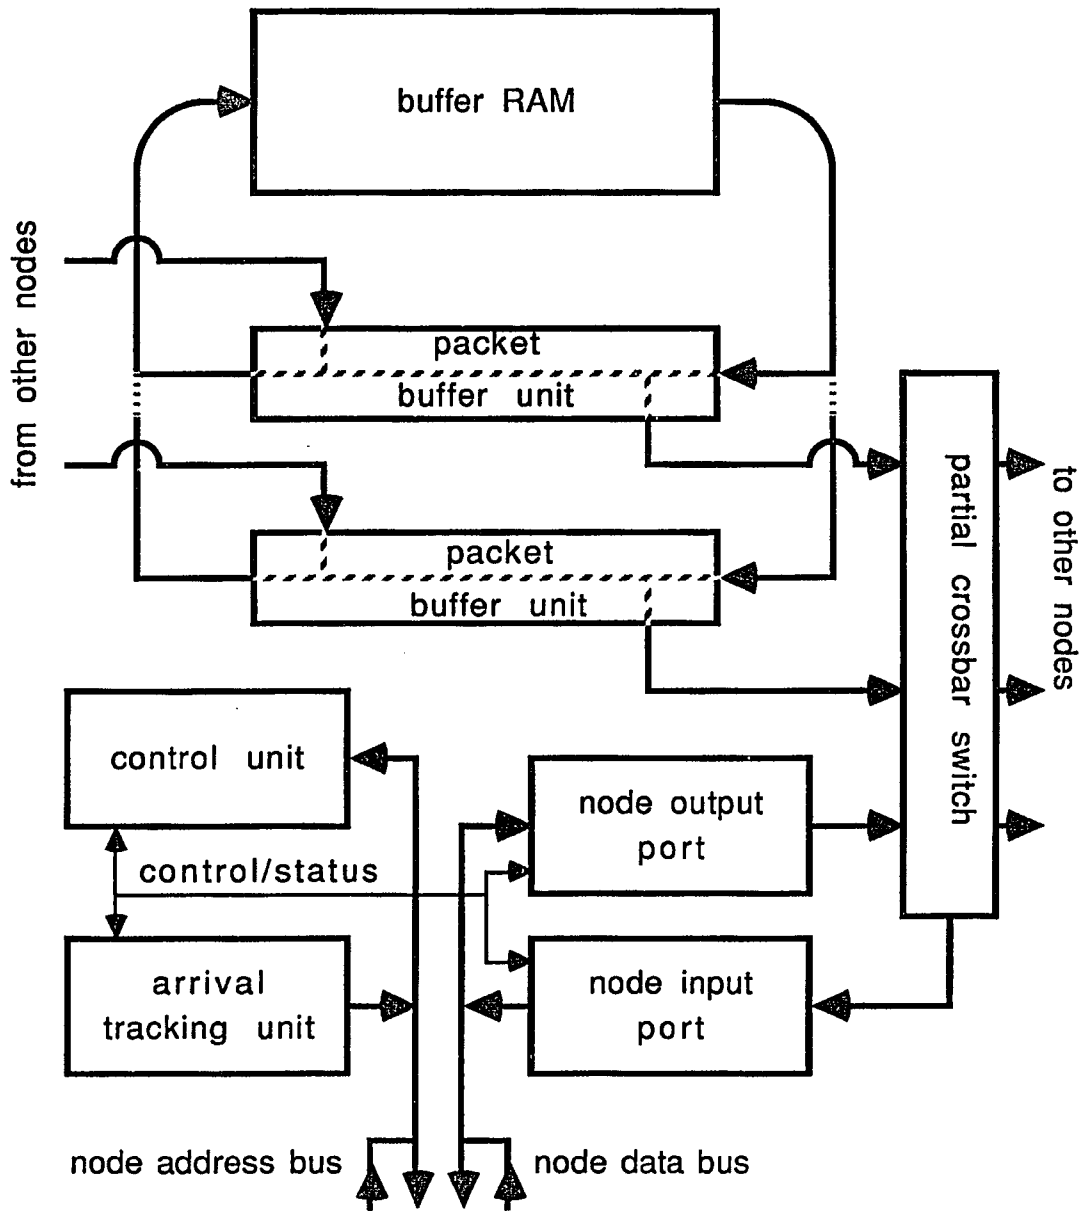 buffer RAM
from other nodes
packet
buffer unit
packet
buffer unit
partial crossbar switch
to other nodes
control unit
node output
port
control/status
arrival
tracking unit
node input
port
node address bus
node data bus